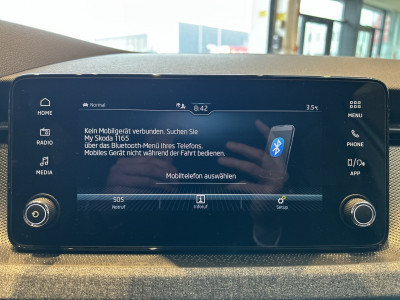 Normal 8:42 3.5°C
HOME
RADIO
MEDIA
Kein Mobilgerät verbunden. Suchen Sie
My Skoda 1165
über das Bluetooth-Menü Ihres Telefons.
Mobiles Gerät nicht während der Fahrt bedienen.
Mobiltelefon auswählen
SOS
Notruf
Inforuf
Setup
MENU
PHONE
APP